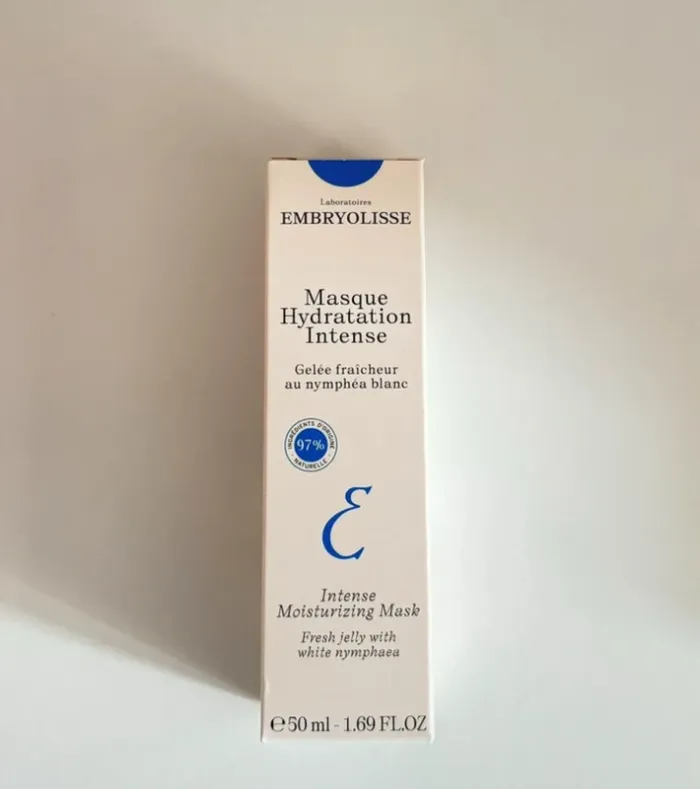 Laboratoires
EMBRYOLISSE
Masque
Hydratation
Intense
Gelée fraîcheur
au nymphéa blanc
INGRÉDIENTS D'ORIGINE
97%
NATURELLE
Intense
Moisturizing Mask
Fresh jelly with
white nymphaea
℮50 ml - 1.69 FL.OZ